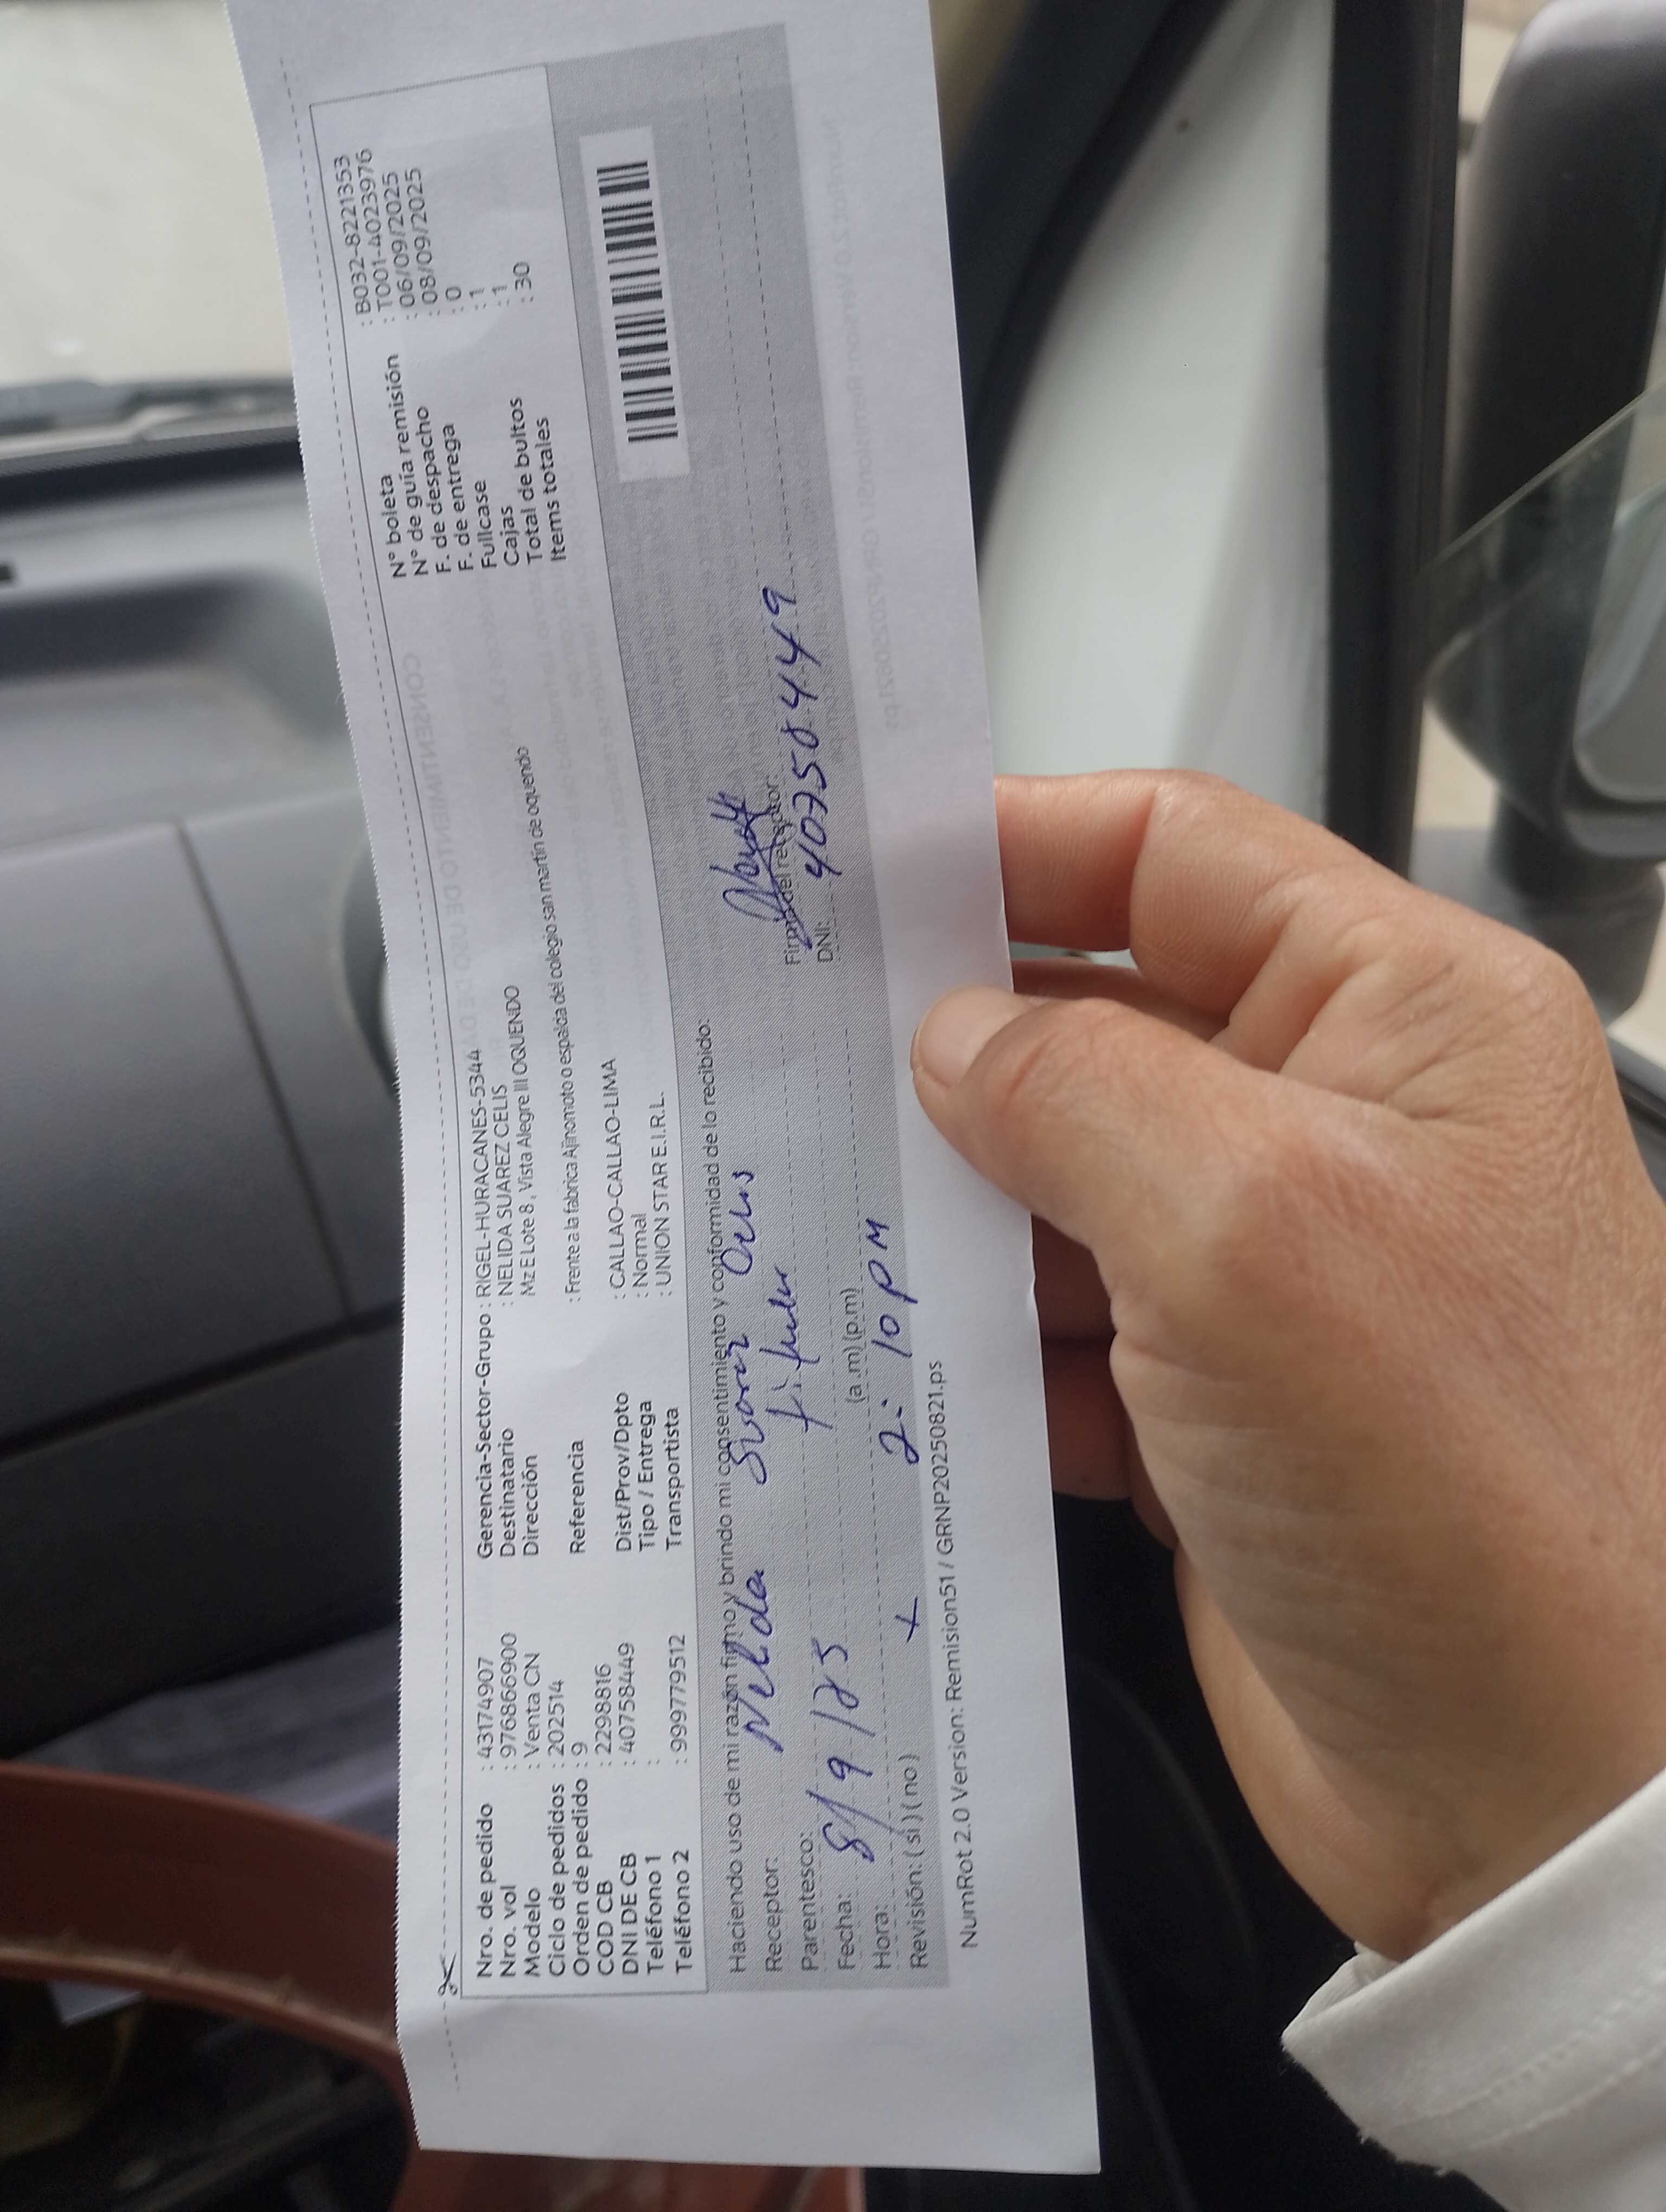 Nro. de pedido : 43174907
Nro. vol : 976866900
Modelo : Venta CN
Ciclo de pedidos : 202514
Orden de pedido : 9
COD CB : 2298816
DNI DE CB : 40758449
Teléfono 1 :
Teléfono 2 : 999779512
Gerencia-Sector-Grupo : RIGEL-HURACANES-5344
Destinatario : NELIDA SUAREZ CELIS
Dirección Mz E Lote 8 , Vista Alegre III OQUENDO
Referencia : Frente a la fabrica Ajinomoto o espalda del colegio san martin de oquendo
Dist/Prov/Dpto : CALLAO-CALLAO-LIMA
Tipo / Entrega : Normal
Transportista : UNION STAR E.I.R.L.
N° boleta : B032-8221353
N° de guía remisión : T001-4023976
F. de despacho : 06/09/2025
F. de entrega : 08/09/2025
Fullcase : 0
Cajas : 1
Total de bultos : 1
Items totales : 30
Haciendo uso de mi razón firmo y brindo mi consentimiento y conformidad de lo recibido:
Receptor: Nelida Suarez
Parentesco:
Firma del receptor:
Fecha: 8/9/25
DNI: 40758449
Hora: (a.m) (p.m) 2:10 PM
Revisión: ( si ) ( no )
NumRot 2.0 Version: Remision51 / GRNP20250821.ps